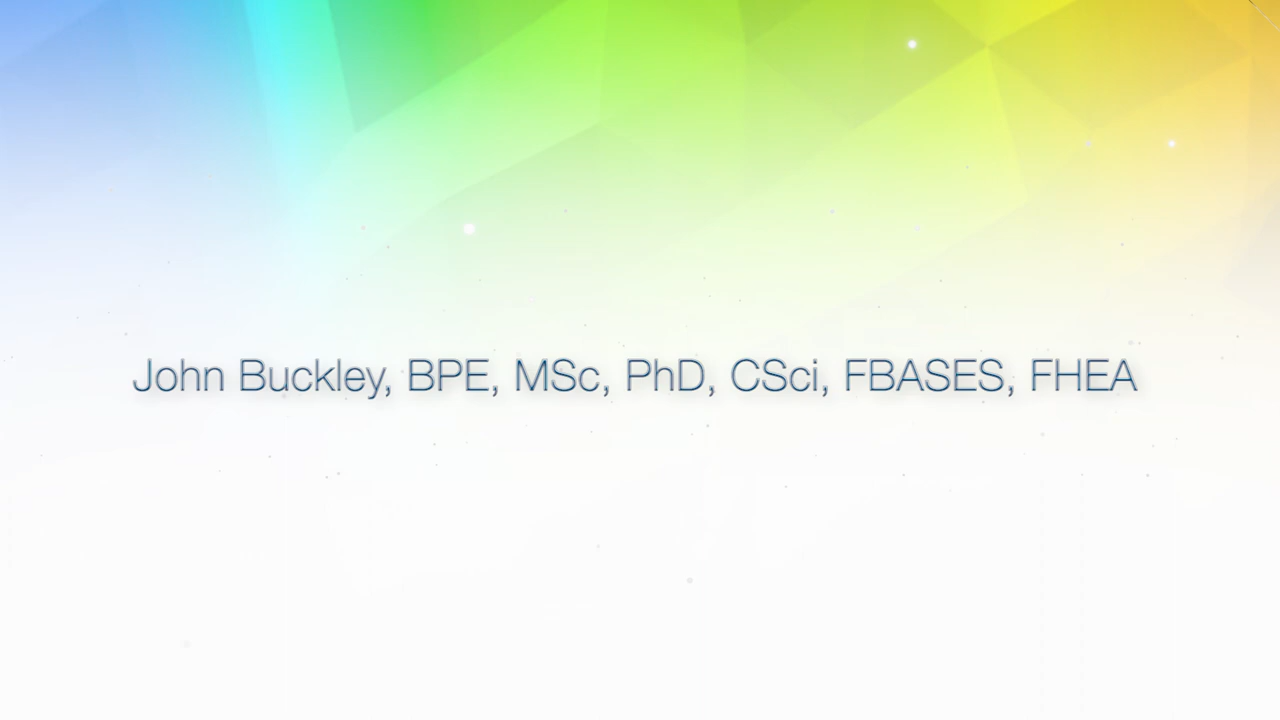 John Buckley, BPE, MSc, PhD, CSci, FBASES, FHEA